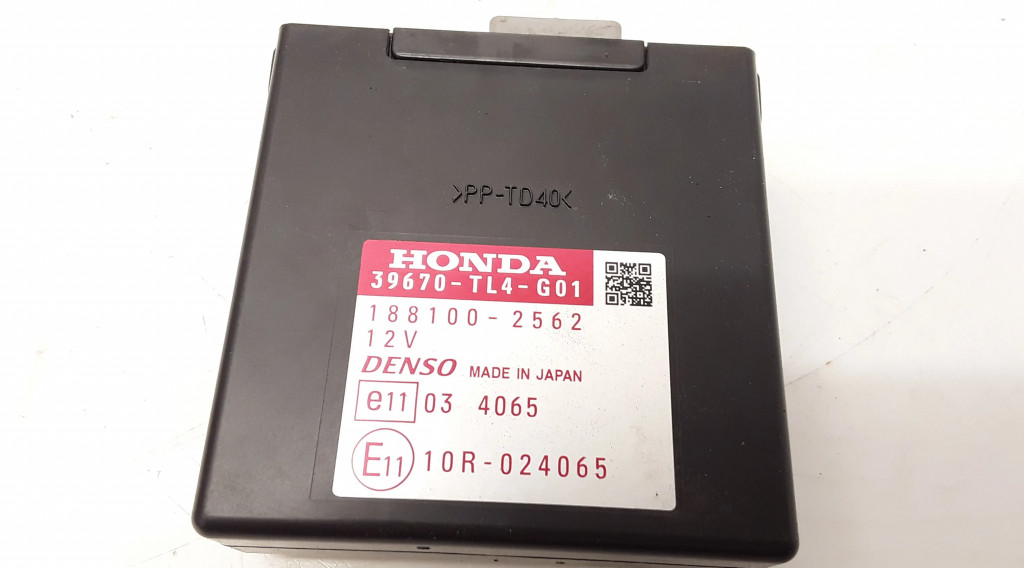 >PP-TD40<
HONDA
39670-TL4-G01
188100-2562
12V
DENSO MADE IN JAPAN
e11 03 4065
E11 10R-024065